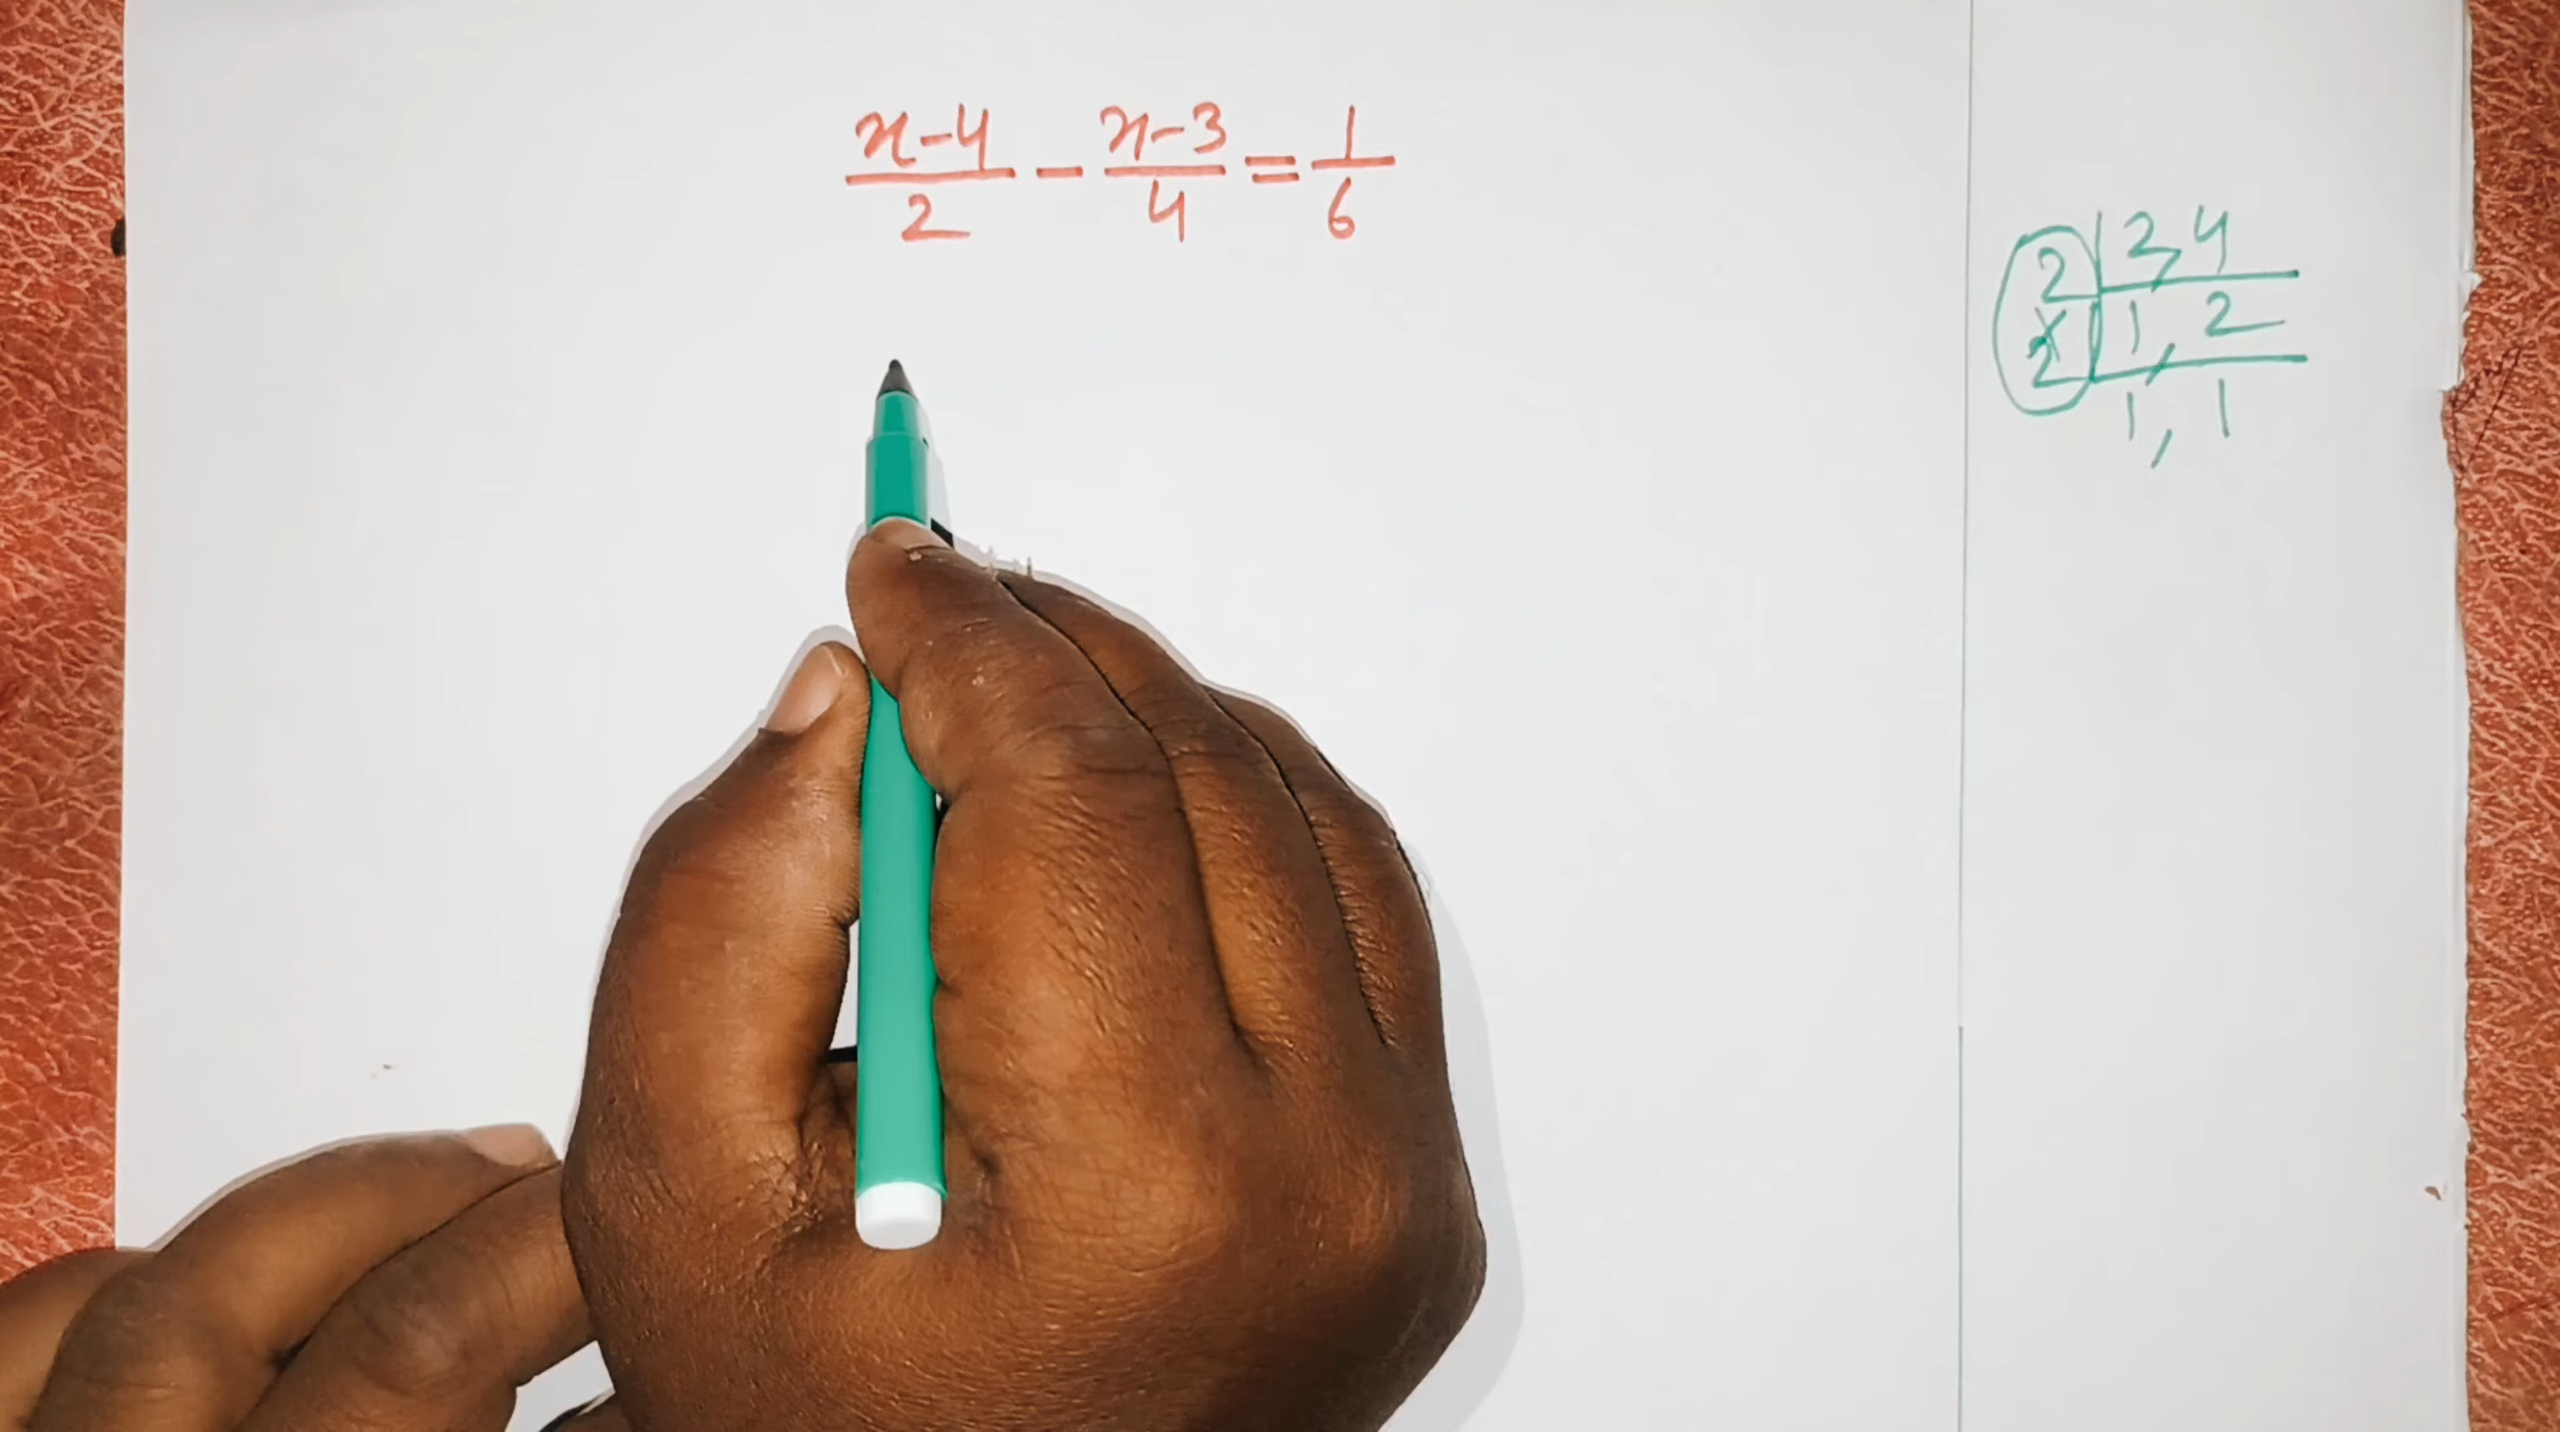 x-4/2 - x-3/4 = 1/6
2 | 2, 4
× 2 | 1, 2
1, 1